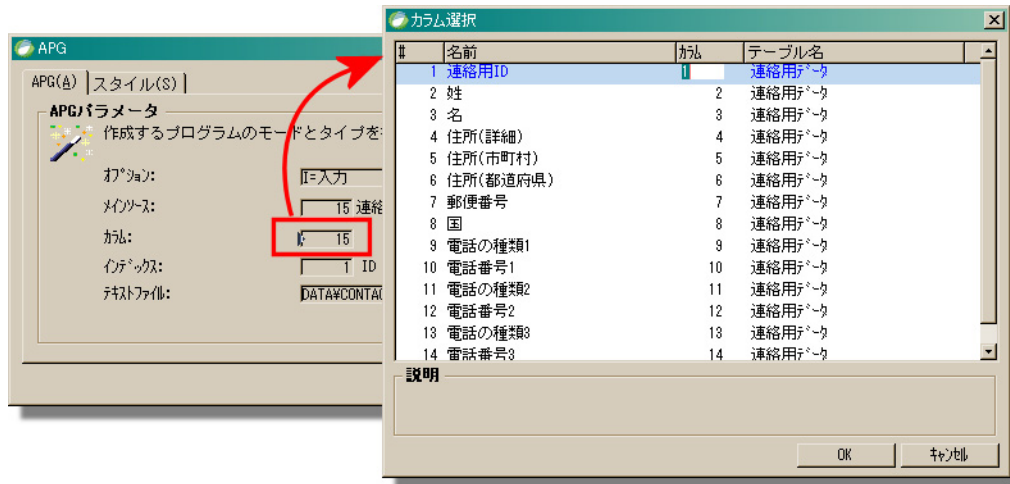 APG
APG(A)
スタイル(S)
APGパラメータ
作成するプログラムのモードとタイプを
ｵﾌﾟｼｮﾝ: I=入力
ﾒｲﾝｿｰｽ: 15 連絡
ｶﾗﾑ: 15
ｲﾝﾃﾞｯｸｽ: 1 ID
ﾃｷｽﾄﾌｧｲﾙ: DATA¥CONTAC
カラム選択
# 名前 ｶﾗﾑ テーブル名
1 連絡用ID 1 連絡用ﾃﾞｰﾀ
2 姓 2 連絡用ﾃﾞｰﾀ
3 名 3 連絡用ﾃﾞｰﾀ
4 住所(詳細) 4 連絡用ﾃﾞｰﾀ
5 住所(市町村) 5 連絡用ﾃﾞｰﾀ
6 住所(都道府県) 6 連絡用ﾃﾞｰﾀ
7 郵便番号 7 連絡用ﾃﾞｰﾀ
8 国 8 連絡用ﾃﾞｰﾀ
9 電話の種類1 9 連絡用ﾃﾞｰﾀ
10 電話番号1 10 連絡用ﾃﾞｰﾀ
11 電話の種類2 11 連絡用ﾃﾞｰﾀ
12 電話番号2 12 連絡用ﾃﾞｰﾀ
13 電話の種類3 13 連絡用ﾃﾞｰﾀ
14 電話番号3 14 連絡用ﾃﾞｰﾀ
説明
OK
ｷｬﾝｾﾙ